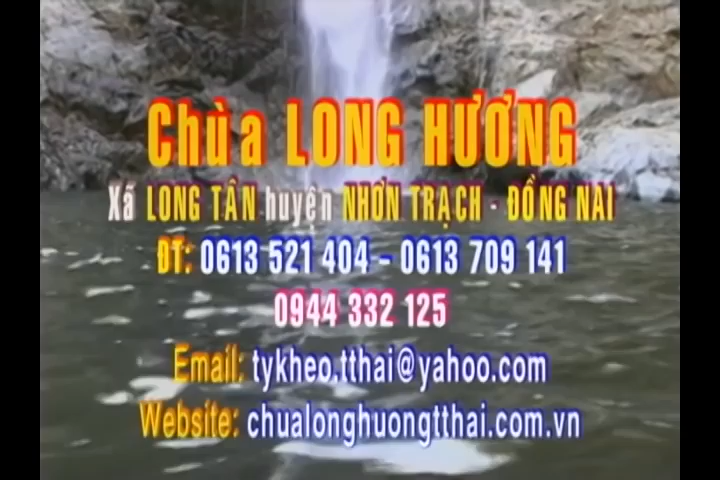 Chùa LONG HƯƠNG
Xã LONG TÂN huyện NHƠN TRẠCH - ĐỒNG NAI
ĐT: 0613 521 404 - 0613 709 141
0944 332 125
Email: tykheo.tthai@yahoo.com
Website: chualonghuongtthai.com.vn